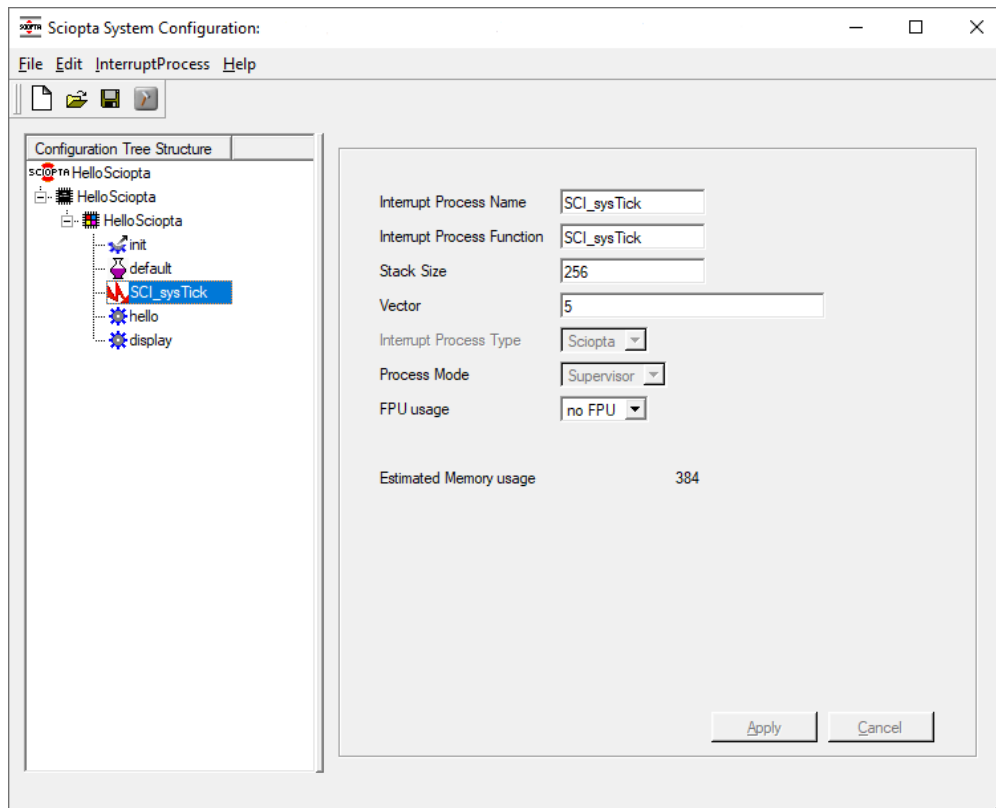 SCIOPTA Sciopta System Configuration:
File Edit InterruptProcess Help
Configuration Tree Structure
SCIOPTA HelloSciopta
HelloSciopta
HelloSciopta
init
default
SCI_sysTick
hello
display
Interrupt Process Name SCI_sysTick
Interrupt Process Function SCI_sysTick
Stack Size 256
Vector 5
Interrupt Process Type Sciopta
Process Mode Supervisor
FPU usage no FPU
Estimated Memory usage 384
Apply Cancel